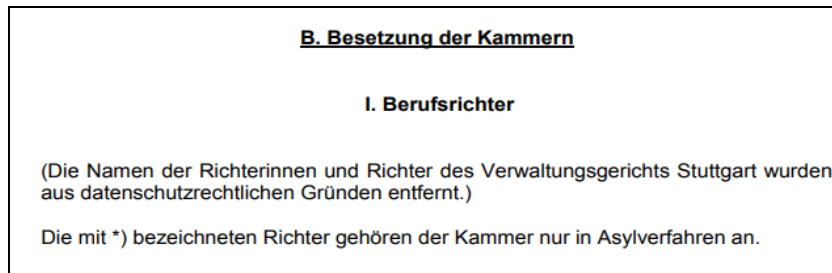 B. Besetzung der Kammern
I. Berufsrichter
(Die Namen der Richterinnen und Richter des Verwaltungsgerichts Stuttgart wurden
aus datenschutzrechtlichen Gründen entfernt.)
Die mit *) bezeichneten Richter gehören der Kammer nur in Asylverfahren an.